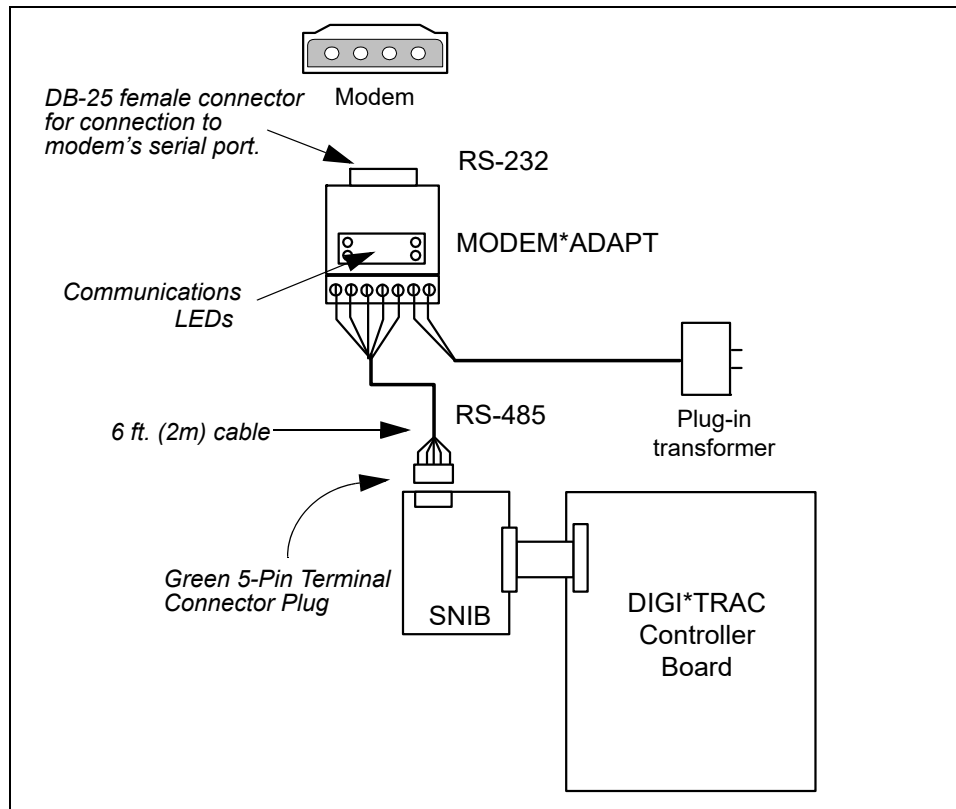 Modem
DB-25 female connector
for connection to
modem's serial port.
RS-232
MODEM*ADAPT
Communications
LEDs
RS-485
Plug-in
transformer
6 ft. (2m) cable
Green 5-Pin Terminal
Connector Plug
SNIB
DIGI*TRAC
Controller
Board